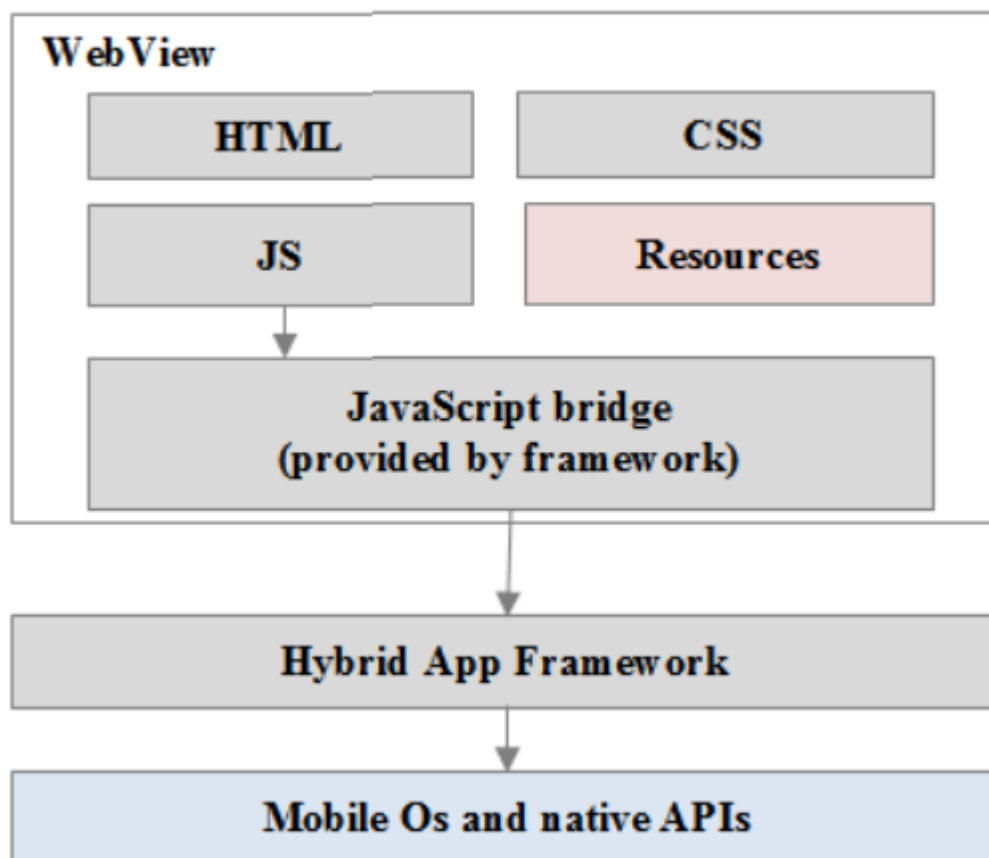 WebView
HTML
CSS
JS
Resources
JavaScript bridge
(provided by framework)
Hybrid App Framework
Mobile Os and native APIs